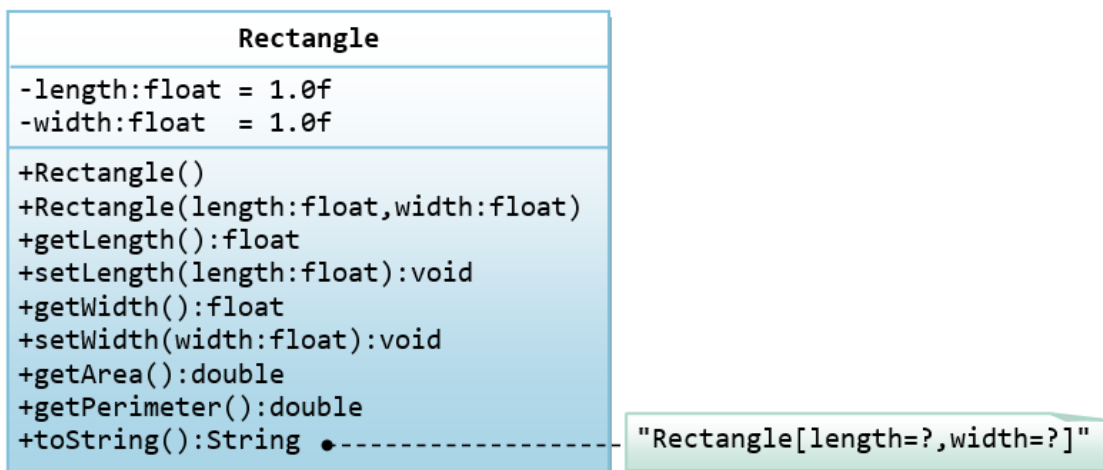 Rectangle
-length:float = 1.0f
-width:float  = 1.0f
+Rectangle()
+Rectangle(length:float,width:float)
+getLength():float
+setLength(length:float):void
+getWidth():float
+setWidth(width:float):void
+getArea():double
+getPerimeter():double
+toString():String
"Rectangle[length=?,width=?]"